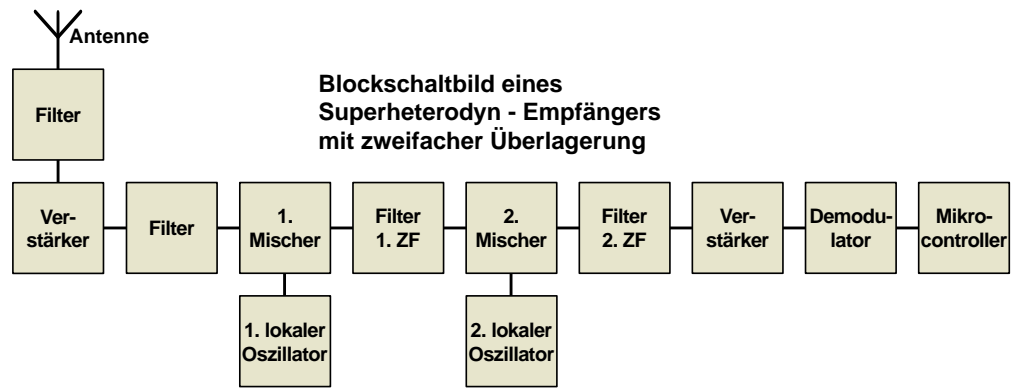 Antenne
Blockschaltbild eines
Superheterodyn - Empfängers
mit zweifacher Überlagerung
Filter
Ver-
stärker
Filter
1.
Mischer
Filter
1. ZF
2.
Mischer
Filter
2. ZF
Ver-
stärker
Demodu-
lator
Mikro-
controller
1. lokaler
Oszillator
2. lokaler
Oszillator